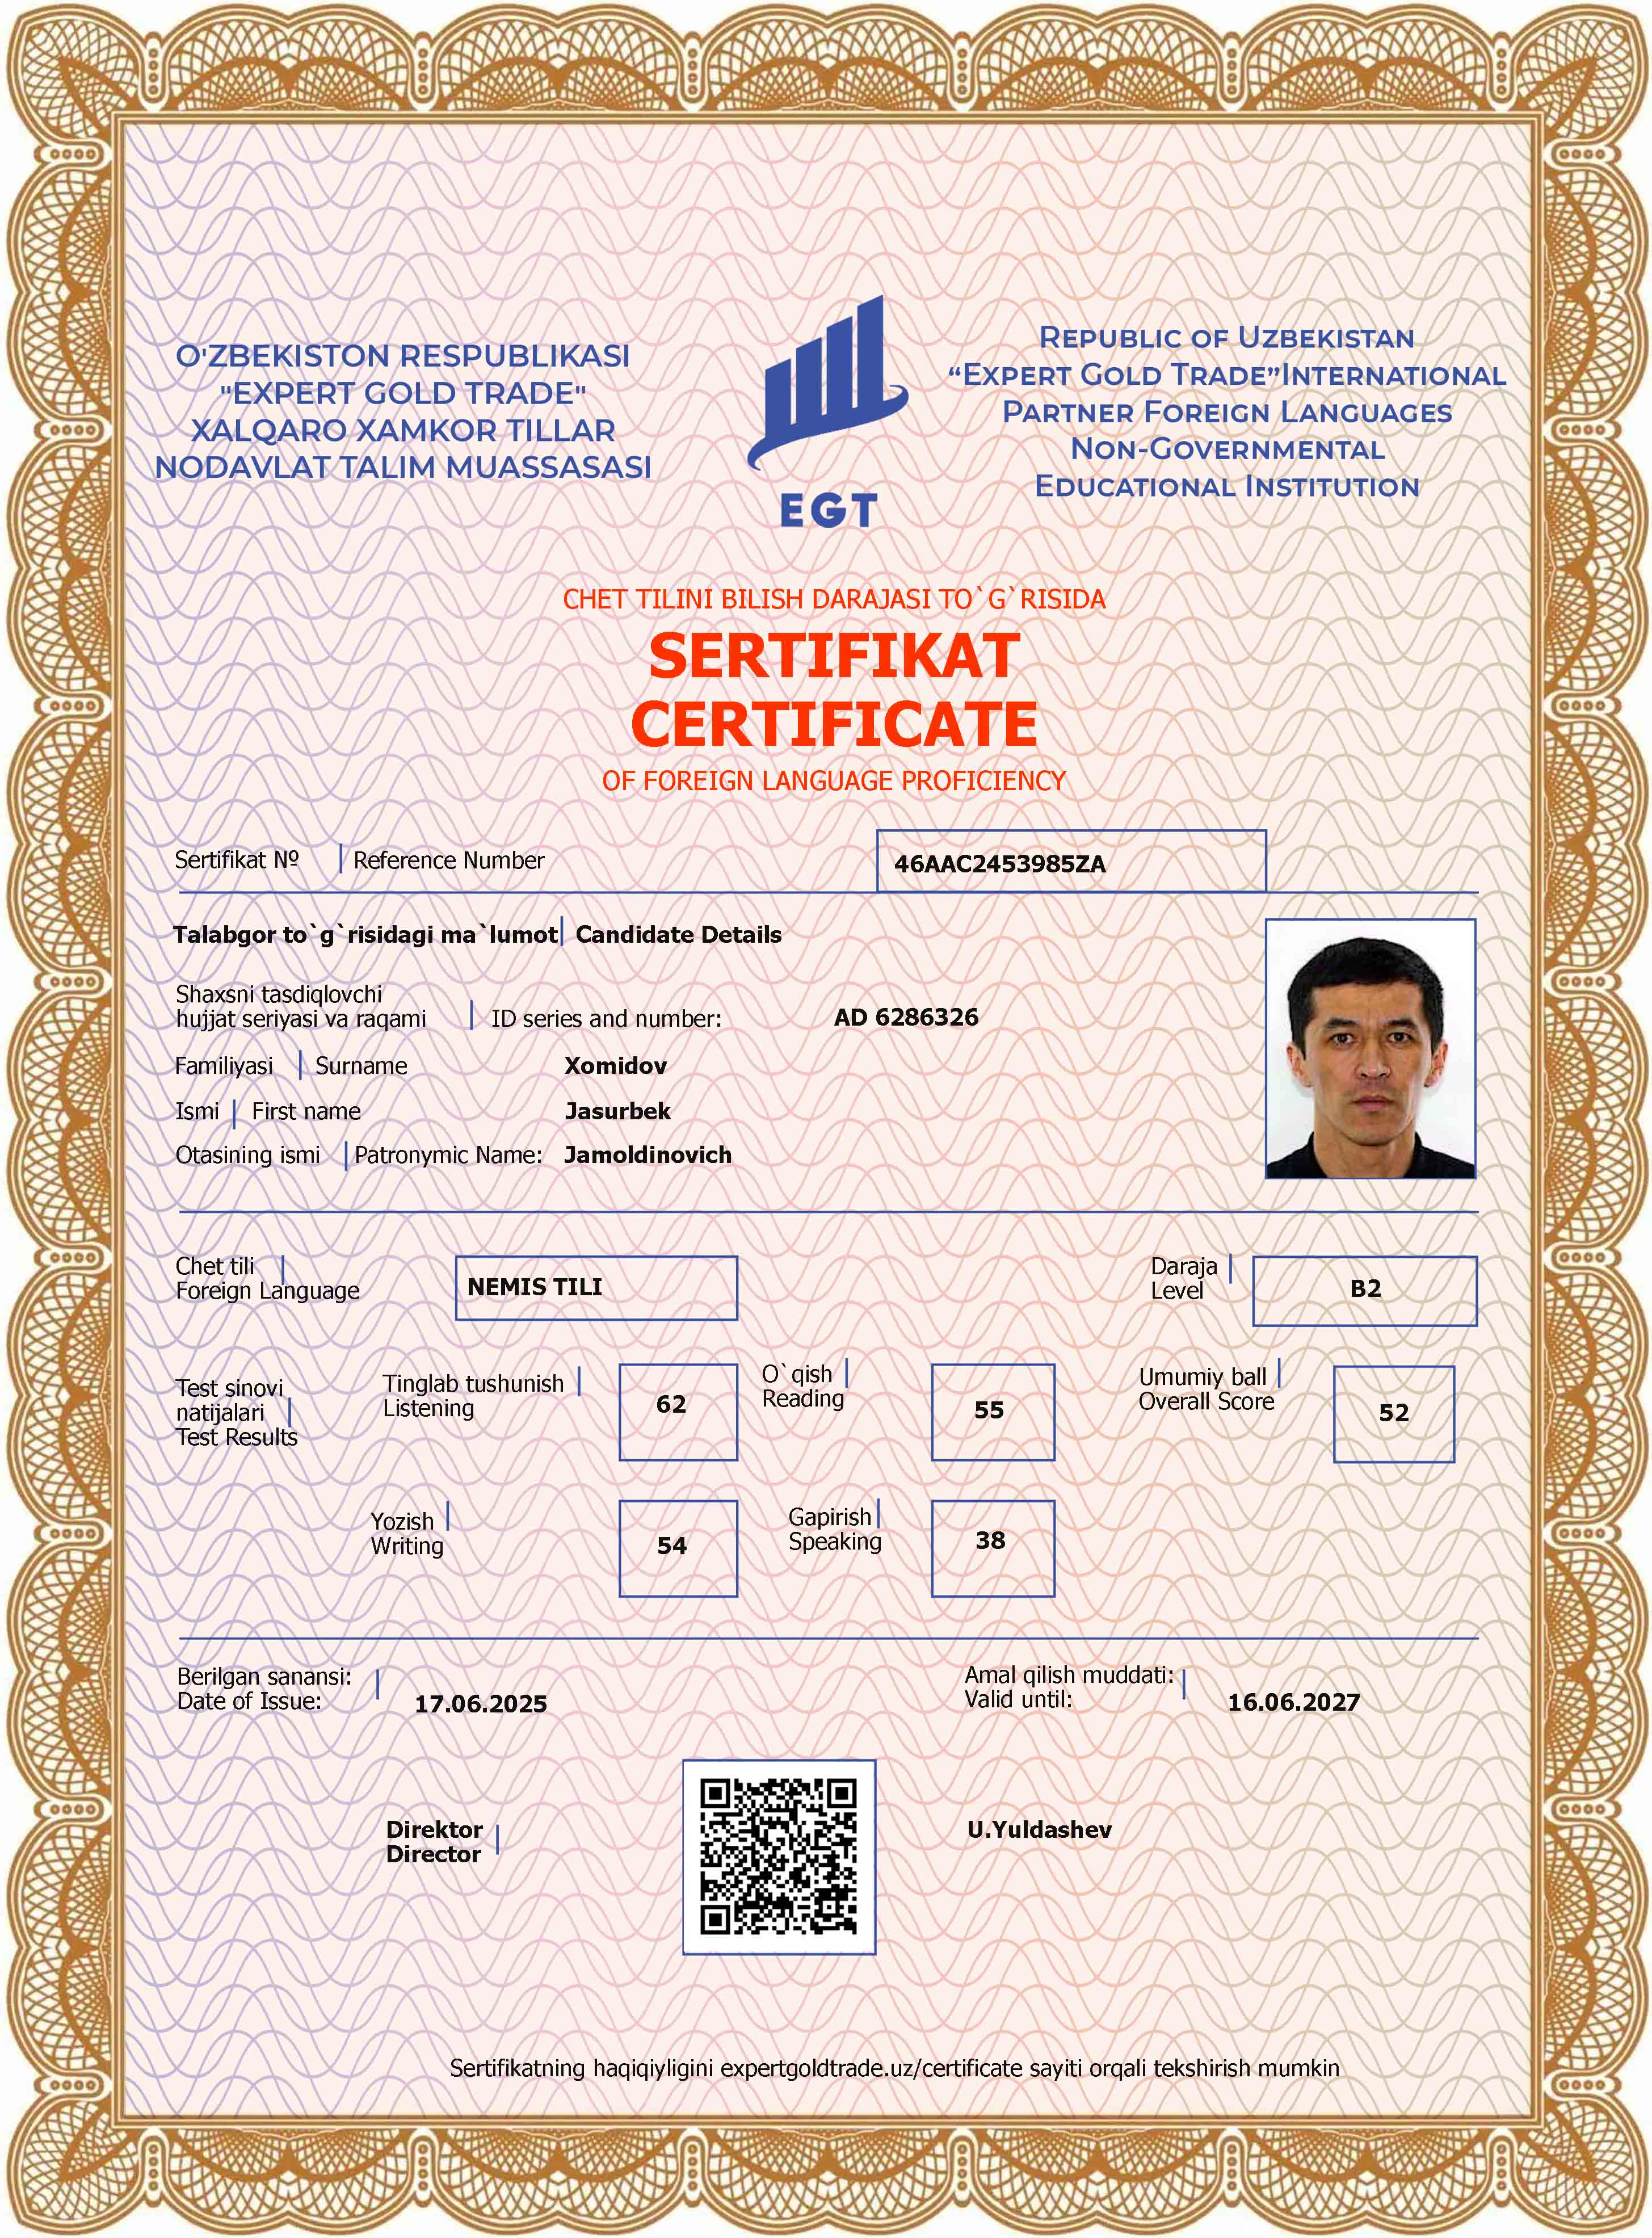 O'ZBEKISTON RESPUBLIKASI
"EXPERT GOLD TRADE"
XALQARO XAMKOR TILLAR
NODAVLAT TALIM MUASSASASI
EGT
REPUBLIC OF UZBEKISTAN
“EXPERT GOLD TRADE”INTERNATIONAL
PARTNER FOREIGN LANGUAGES
NON-GOVERNMENTAL
EDUCATIONAL INSTITUTION
CHET TILINI BILISH DARAJASI TO`G`RISIDA
SERTIFIKAT
CERTIFICATE
OF FOREIGN LANGUAGE PROFICIENCY
Sertifikat Nº | Reference Number 46AAC2453985ZA
Talabgor to`g`risidagi ma`lumot | Candidate Details
Shaxsni tasdiqlovchi
hujjat seriyasi va raqami | ID series and number: AD 6286326
Familiyasi | Surname Xomidov
Ismi | First name Jasurbek
Otasining ismi | Patronymic Name: Jamoldinovich
Chet tili |
Foreign Language
NEMIS TILI
Daraja |
Level
B2
Test sinovi
natijalari |
Test Results
Tinglab tushunish |
Listening
62
O`qish |
Reading
55
Umumiy ball |
Overall Score
52
Yozish |
Writing
54
Gapirish |
Speaking
38
Berilgan sanansi: |
Date of Issue:
17.06.2025
Amal qilish muddati: |
Valid until:
16.06.2027
Direktor |
Director
U.Yuldashev
Sertifikatning haqiqiyligini expertgoldtrade.uz/certificate sayiti orqali tekshirish mumkin